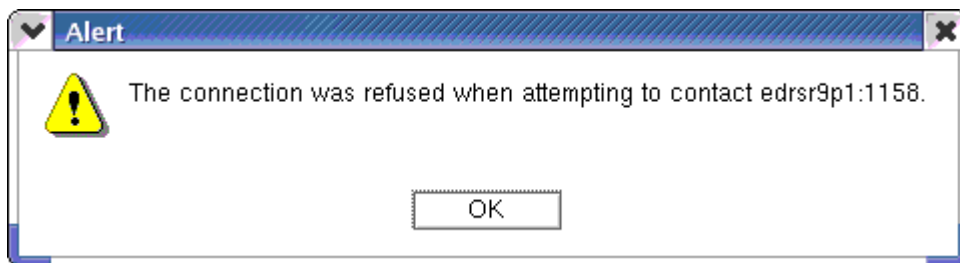 Alert
The connection was refused when attempting to contact edrsr9p1:1158.
OK